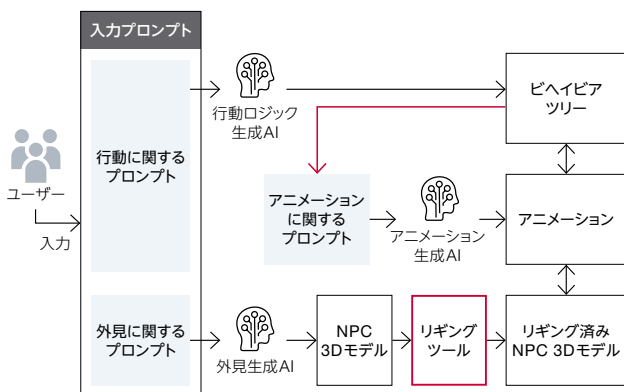 入力プロンプト
行動に関する
プロンプト
行動ロジック
生成AI
ビヘイビア
ツリー
ユーザー
入力
アニメーション
に関する
プロンプト
アニメーション
生成AI
アニメーション
外見に関する
プロンプト
外見生成AI
NPC
3Dモデル
リギング
ツール
リギング済み
NPC 3Dモデル